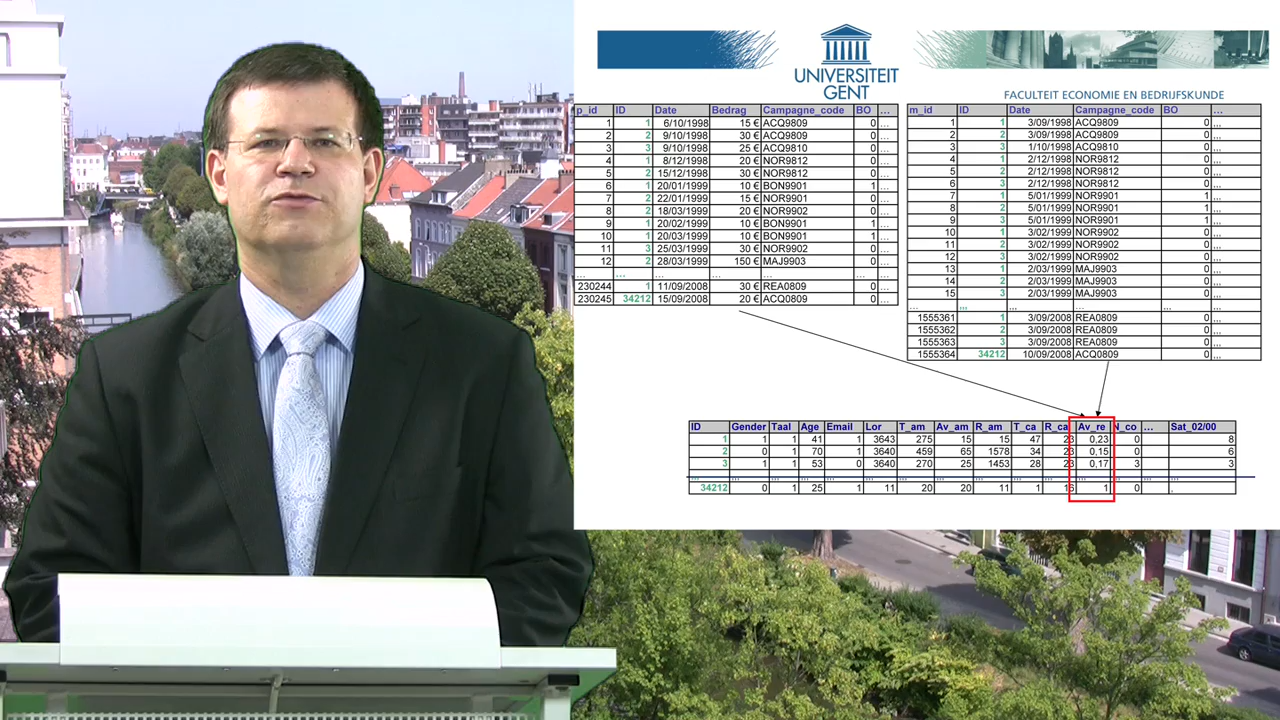 UNIVERSITEIT
GENT
FACULTEIT ECONOMIE EN BEDRIJFSKUNDE
p_id ID Date Bedrag Campagne_code BO ...
1 1 6/10/1998 15 € ACQ9809 0 ...
2 2 9/10/1998 30 € ACQ9809 0 ...
3 3 9/10/1998 25 € ACQ9810 0 ...
4 1 8/12/1998 20 € NOR9812 0 ...
5 2 15/12/1998 30 € NOR9812 0 ...
6 1 20/01/1999 10 € BON9901 1 ...
7 2 22/01/1999 15 € NOR9901 0 ...
8 2 18/03/1999 20 € NOR9902 0 ...
9 1 20/02/1999 10 € BON9901 1 ...
10 1 20/03/1999 10 € BON9901 1 ...
11 3 25/03/1999 30 € NOR9902 0 ...
12 2 28/03/1999 150 € MAJ9903 0 ...
... ... ... ... ... ...
230244 1 11/09/2008 30 € REA0809 0 ...
230245 34212 15/09/2008 20 € ACQ0809 0 ...
m_id ID Date Campagne_code BO ...
1 1 3/09/1998 ACQ9809 0 ...
2 2 3/09/1998 ACQ9809 0 ...
3 3 1/10/1998 ACQ9810 0 ...
4 1 2/12/1998 NOR9812 0 ...
5 2 2/12/1998 NOR9812 0 ...
6 3 2/12/1998 NOR9812 0 ...
7 1 5/01/1999 NOR9901 1 ...
8 2 5/01/1999 NOR9901 1 ...
9 3 5/01/1999 NOR9901 1 ...
10 1 3/02/1999 NOR9902 0 ...
11 2 3/02/1999 NOR9902 0 ...
12 3 3/02/1999 NOR9902 0 ...
13 1 2/03/1999 MAJ9903 0 ...
14 2 2/03/1999 MAJ9903 0 ...
15 3 2/03/1999 MAJ9903 0 ...
... ... ... ... ...
1555361 1 3/09/2008 REA0809 0 ...
1555362 2 3/09/2008 REA0809 0 ...
1555363 3 3/09/2008 REA0809 0 ...
1555364 34212 10/09/2008 ACQ0809 0 ...
ID Gender Taal Age Email Lor T_am Av_am R_am T_ca R_ca Av_re N_co ... Sat_02/00
1 1 1 41 1 3643 275 15 15 47 23 0,23 0 8
2 0 1 70 1 3640 459 65 1578 34 23 0,15 0 6
3 1 1 53 0 3640 270 25 1453 28 23 0,17 3 3
34212 0 1 25 1 11 20 20 11 1 16 1 0 .